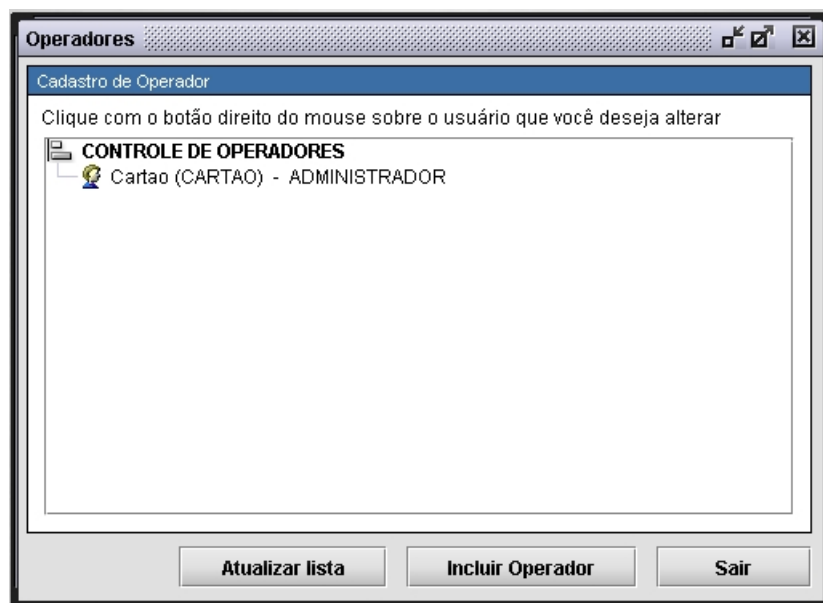 Operadores
Cadastro de Operador
Clique com o botão direito do mouse sobre o usuário que você deseja alterar
CONTROLE DE OPERADORES
Cartao (CARTAO) - ADMINISTRADOR
Atualizar lista Incluir Operador Sair